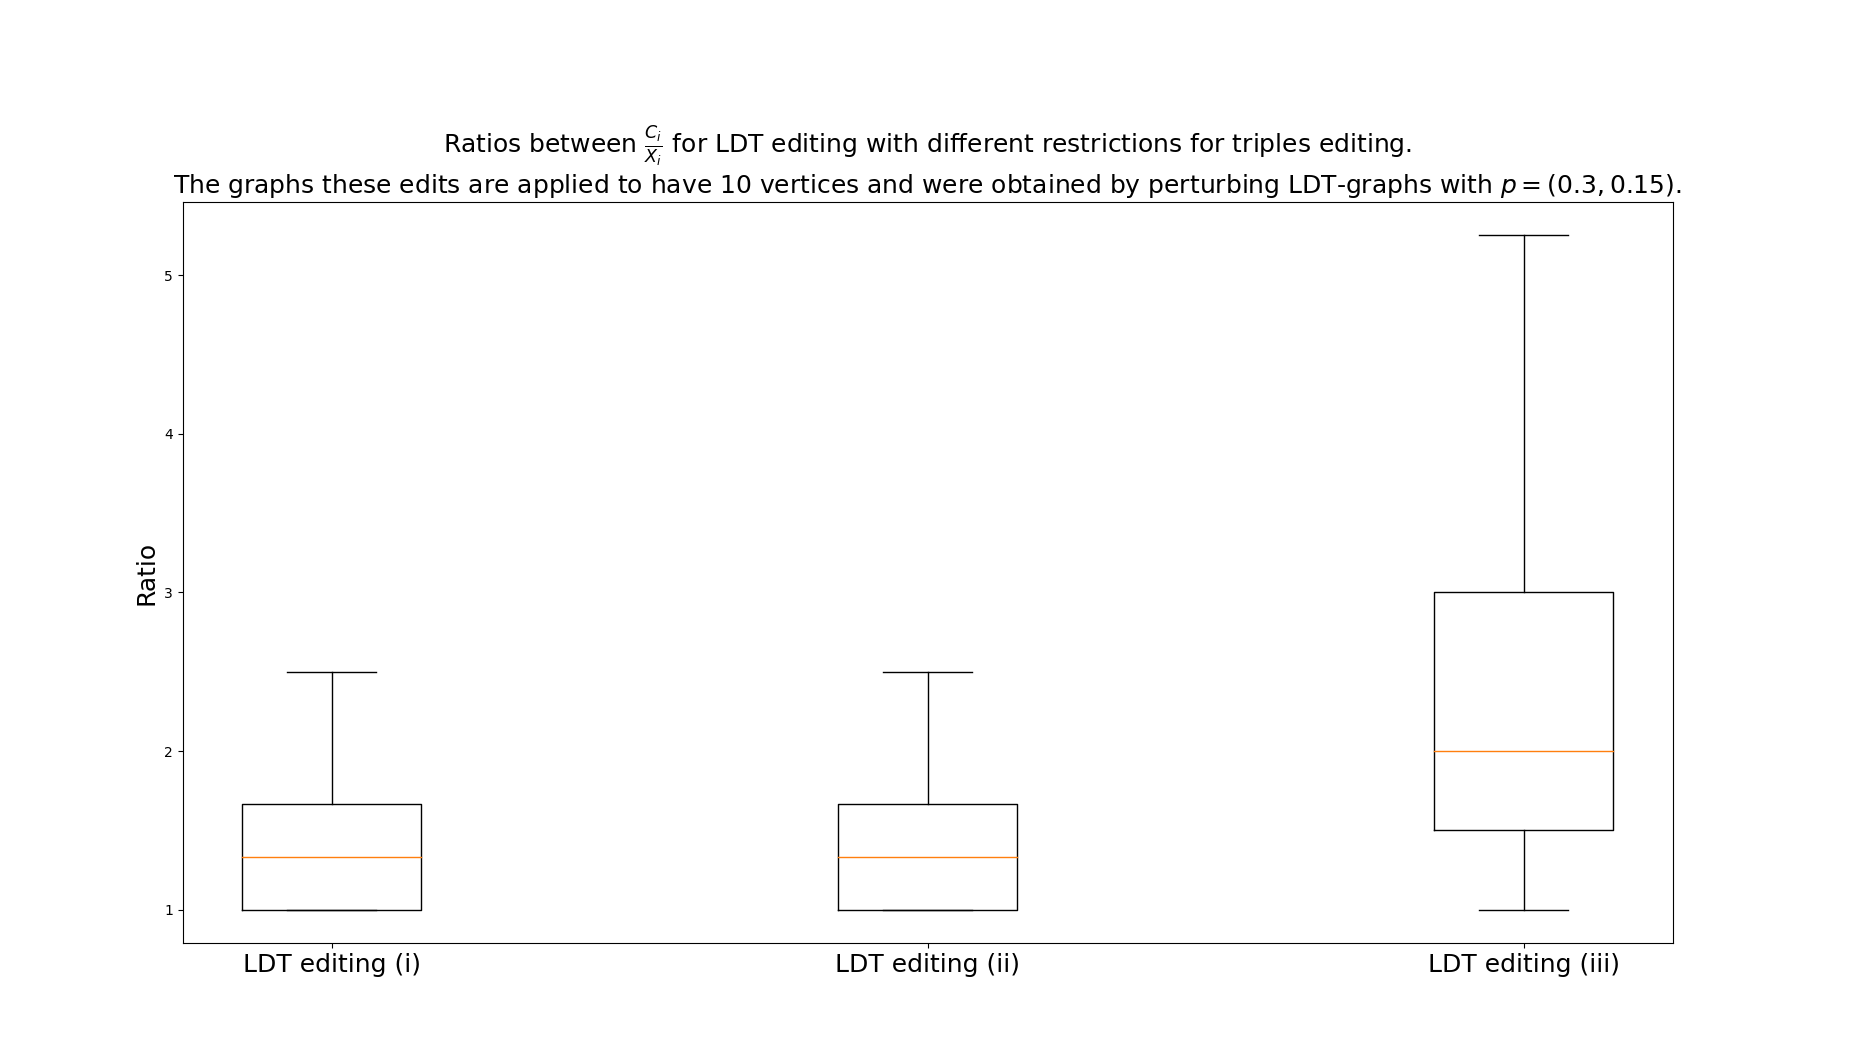 Ratios between C_i/X_i for LDT editing with different restrictions for triples editing.
The graphs these edits are applied to have 10 vertices and were obtained by perturbing LDT-graphs with p = (0.3, 0.15).
5
4
3
2
1
Ratio
LDT editing (i)
LDT editing (ii)
LDT editing (iii)